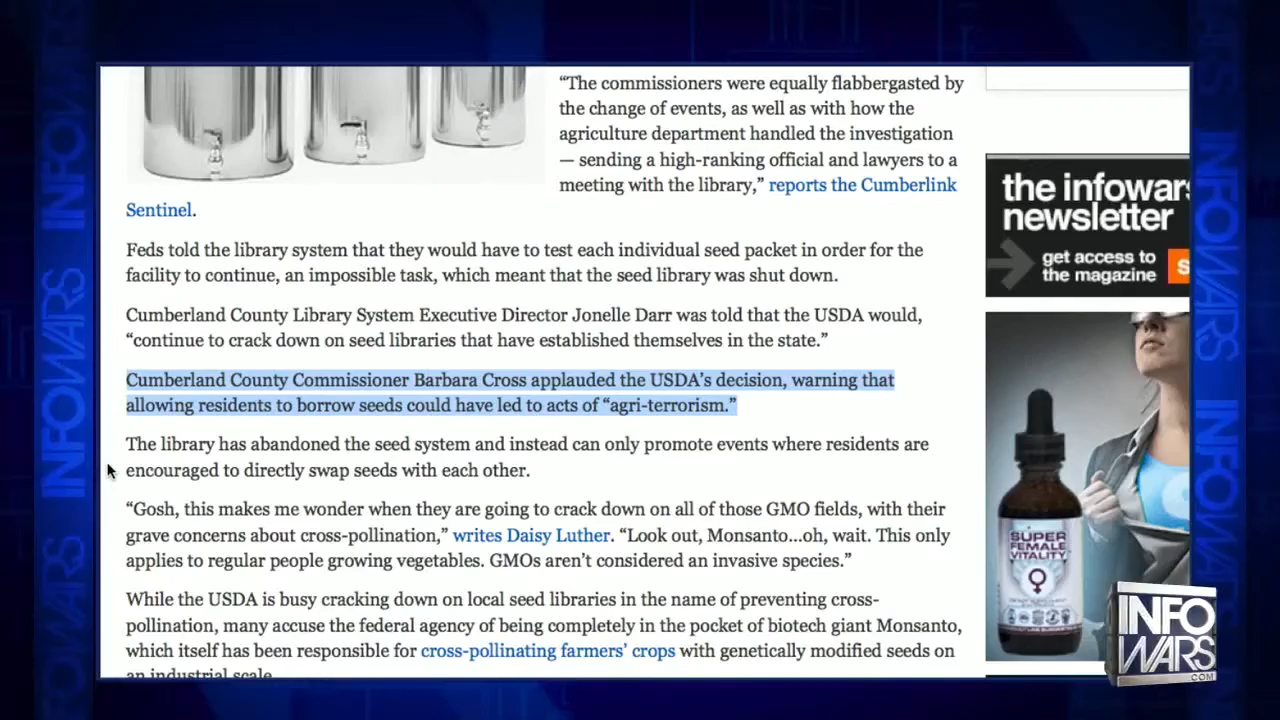 “The commissioners were equally flabbergasted by
the change of events, as well as with how the
agriculture department handled the investigation
— sending a high-ranking official and lawyers to a
meeting with the library,” reports the Cumberlink
Sentinel.
Feds told the library system that they would have to test each individual seed packet in order for the
facility to continue, an impossible task, which meant that the seed library was shut down.
Cumberland County Library System Executive Director Jonelle Darr was told that the USDA would,
“continue to crack down on seed libraries that have established themselves in the state.”
Cumberland County Commissioner Barbara Cross applauded the USDA’s decision, warning that
allowing residents to borrow seeds could have led to acts of “agri-terrorism.”
The library has abandoned the seed system and instead can only promote events where residents are
encouraged to directly swap seeds with each other.
“Gosh, this makes me wonder when they are going to crack down on all of those GMO fields, with their
grave concerns about cross-pollination,” writes Daisy Luther. “Look out, Monsanto…oh, wait. This only
applies to regular people growing vegetables. GMOs aren’t considered an invasive species.”
While the USDA is busy cracking down on local seed libraries in the name of preventing cross-
pollination, many accuse the federal agency of being completely in the pocket of biotech giant Monsanto,
which itself has been responsible for cross-pollinating farmers’ crops with genetically modified seeds on
an industrial scale
the infowars
newsletter
get access to
the magazine
S
SUPER
FEMALE
VITALITY
INFO
WARS
.COM
INFOWARS
INFOWARS
INFOWARS
INFOWARS